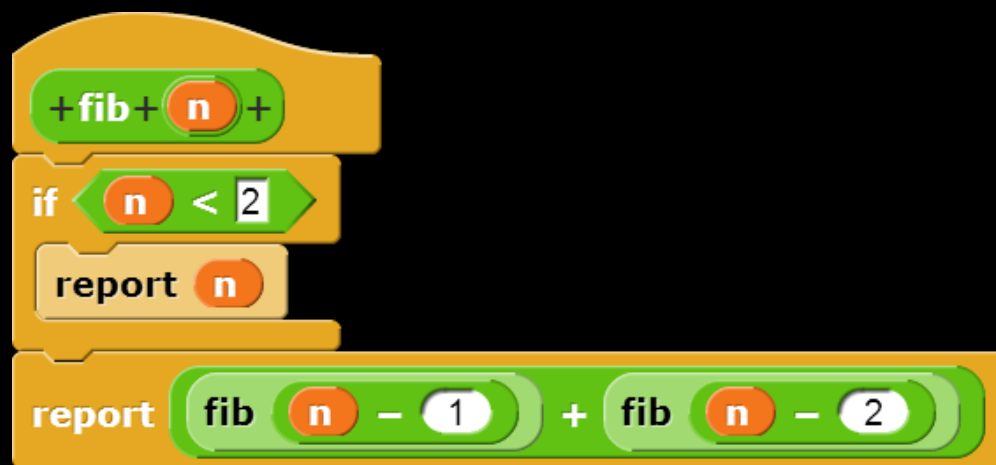 +fib+ n +
if n < 2
report n
report fib n - 1 + fib n - 2